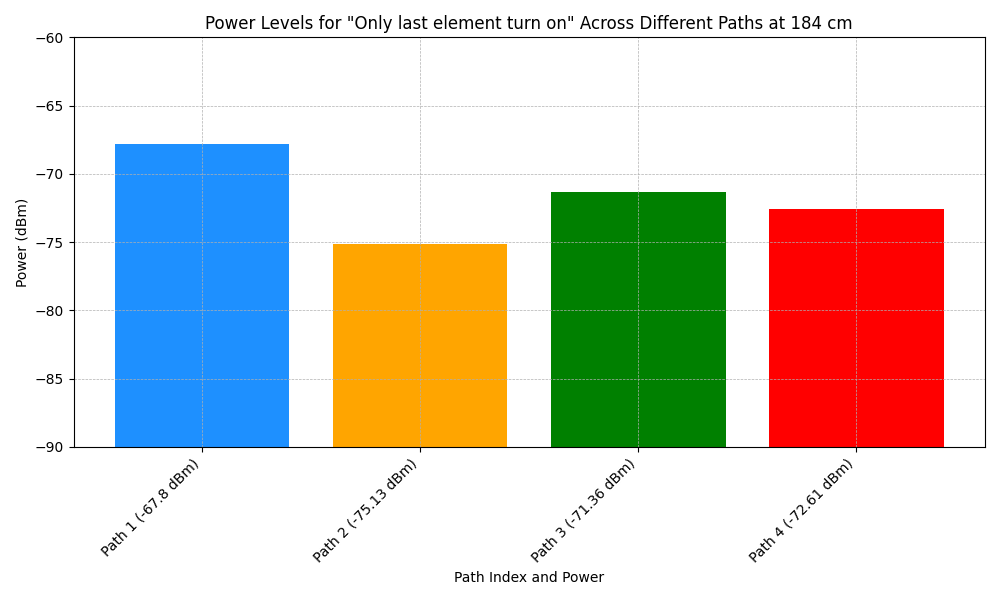 Power Levels for "Only last element turn on" Across Different Paths at 184 cm
−60
−65
−70
−75
−80
−85
−90
Power (dBm)
Path 1 (-67.8 dBm)
Path 2 (-75.13 dBm)
Path 3 (-71.36 dBm)
Path 4 (-72.61 dBm)
Path Index and Power